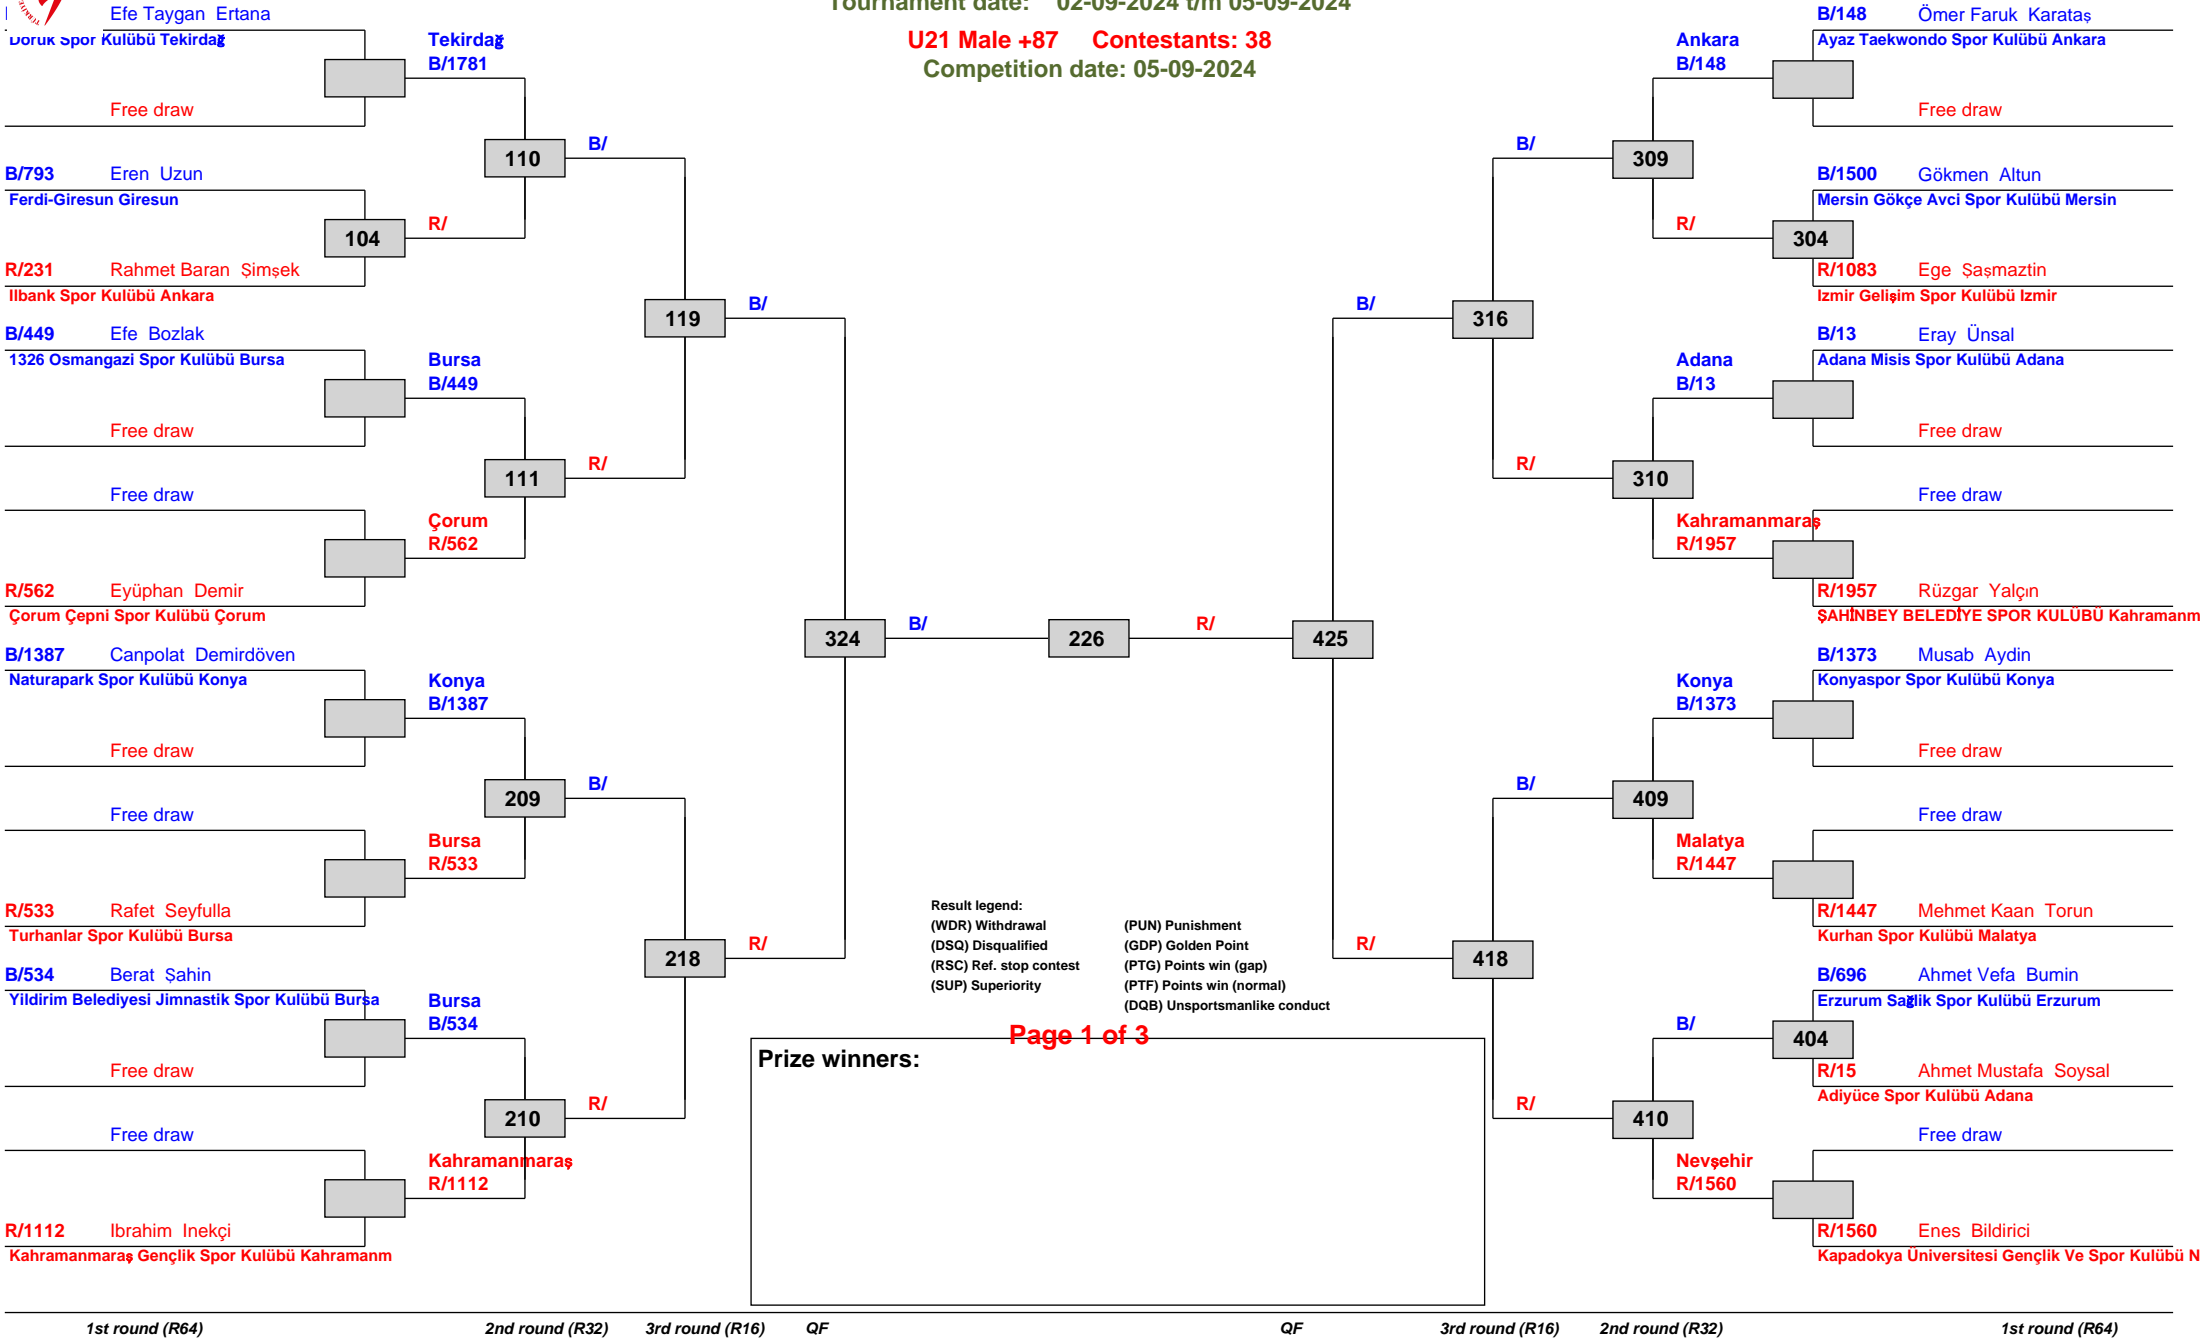 Tournament date: 02-09-2024 t/m 05-09-2024
U21 Male +87 Contestants: 38
Competition date: 05-09-2024
Efe Taygan Ertana
Doruk Spor Kulübü Tekirdağ
Free draw
B/793 Eren Uzun
Ferdi-Giresun Giresun
R/231 Rahmet Baran Şimşek
Ilbank Spor Kulübü Ankara
B/449 Efe Bozlak
1326 Osmangazi Spor Kulübü Bursa
Free draw
Free draw
R/562 Eyüphan Demir
Çorum Çepni Spor Kulübü Çorum
B/1387 Canpolat Demirdöven
Naturapark Spor Kulübü Konya
Free draw
Free draw
R/533 Rafet Seyfulla
Turhanlar Spor Kulübü Bursa
B/534 Berat Şahin
Yildirim Belediyesi Jimnastik Spor Kulübü Bursa
Free draw
Free draw
R/1112 Ibrahim Inekçi
Kahramanmaraş Gençlik Spor Kulübü Kahramanm
104
Tekirdağ
B/1781
R/
Bursa
B/449
Çorum
R/562
Konya
B/1387
Bursa
R/533
Bursa
B/534
Kahramanmaraş
R/1112
110
111
209
210
B/
R/
B/
R/
119
218
B/
R/
324
B/
226
R/
425
B/
R/
316
418
B/
R/
B/
R/
309
310
409
410
Ankara
B/148
R/
Adana
B/13
Kahramanmaraş
R/1957
Konya
B/1373
Malatya
R/1447
B/
Nevşehir
R/1560
304
404
B/148 Ömer Faruk Karataş
Ayaz Taekwondo Spor Kulübü Ankara
Free draw
B/1500 Gökmen Altun
Mersin Gökçe Avci Spor Kulübü Mersin
R/1083 Ege Şaşmaztin
Izmir Gelişim Spor Kulübü Izmir
B/13 Eray Ünsal
Adana Misis Spor Kulübü Adana
Free draw
Free draw
R/1957 Rüzgar Yalçın
ŞAHİNBEY BELEDİYE SPOR KULÜBÜ Kahramanm
B/1373 Musab Aydin
Konyaspor Spor Kulübü Konya
Free draw
Free draw
R/1447 Mehmet Kaan Torun
Kurhan Spor Kulübü Malatya
B/696 Ahmet Vefa Bumin
Erzurum Sağlik Spor Kulübü Erzurum
R/15 Ahmet Mustafa Soysal
Adiyüce Spor Kulübü Adana
Free draw
R/1560 Enes Bildirici
Kapadokya Üniversitesi Gençlik Ve Spor Kulübü N
Result legend:
(WDR) Withdrawal (PUN) Punishment
(DSQ) Disqualified (GDP) Golden Point
(RSC) Ref. stop contest (PTG) Points win (gap)
(SUP) Superiority (PTF) Points win (normal)
(DQB) Unsportsmanlike conduct
Page 1 of 3
Prize winners:
1st round (R64) 2nd round (R32) 3rd round (R16) QF QF 3rd round (R16) 2nd round (R32) 1st round (R64)